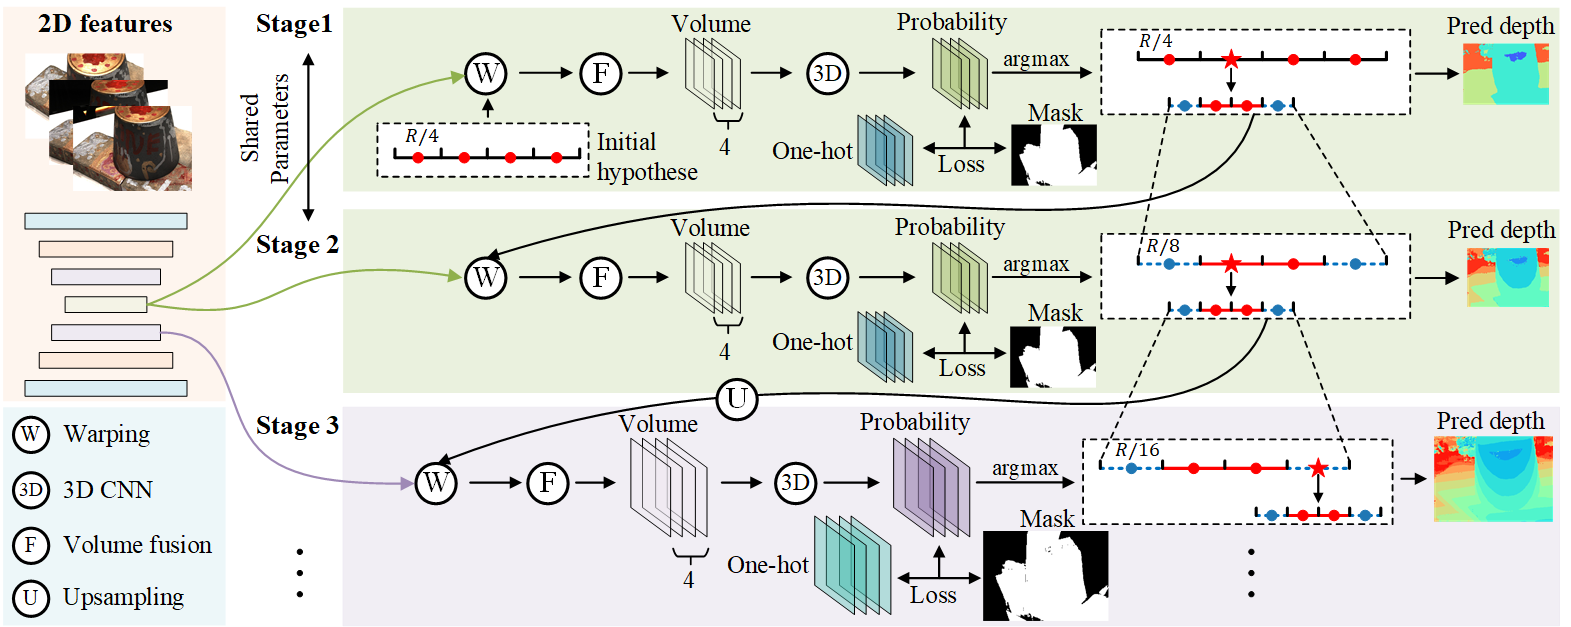 2D features
Stage1
Shared
Parameters
W
F
Volume
4
3D
Probability
One-hot
Loss
Mask
argmax
R/4
Pred depth
R/4
Initial
hypothese
Stage 2
W
F
Volume
4
3D
Probability
One-hot
Loss
Mask
argmax
R/8
Pred depth
U
Stage 3
W
F
Volume
4
3D
Probability
One-hot
Loss
Mask
argmax
R/16
Pred depth
W Warping
3D 3D CNN
F Volume fusion
U Upsampling